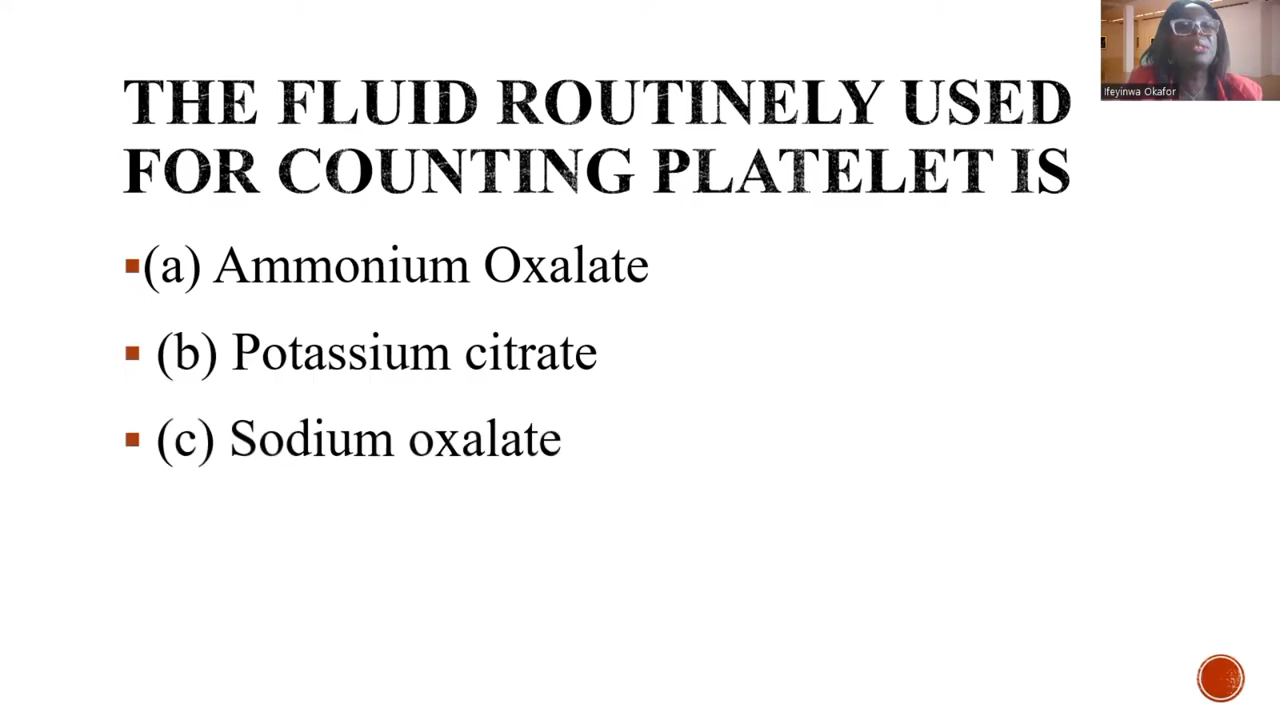 THE FLUID ROUTINELY USED
FOR COUNTING PLATELET IS
(a) Ammonium Oxalate
(b) Potassium citrate
(c) Sodium oxalate
Ifeyinwa Okafor